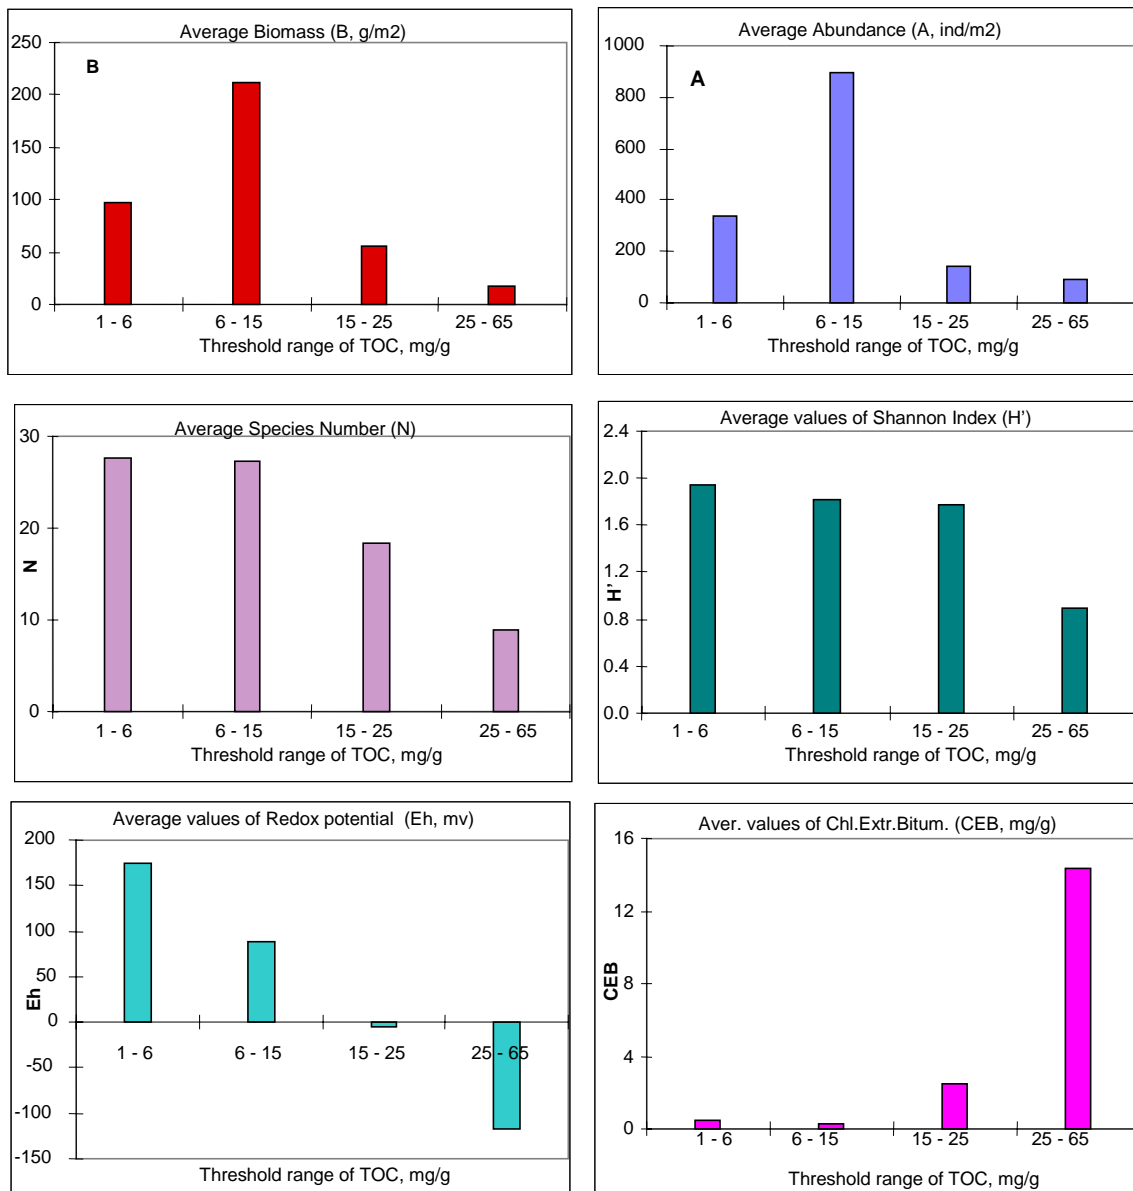 Average Biomass (B, g/m2)
B
250
200
150
100
50
0
1 - 6 6 - 15 15 - 25 25 - 65
Threshold range of TOC, mg/g
Average Abundance (A, ind/m2)
A
1000
800
600
400
200
0
1 - 6 6 - 15 15 - 25 25 - 65
Threshold range of TOC, mg/g
Average Species Number (N)
30
20
10
0
N
1 - 6 6 - 15 15 - 25 25 - 65
Threshold range of TOC, mg/g
Average values of Shannon Index (H’)
2.4
2.0
1.6
1.2
0.8
0.4
0.0
H’
1 - 6 6 - 15 15 - 25 25 - 65
Threshold range of TOC, mg/g
Average values of Redox potential (Eh, mv)
200
150
100
50
0
-50
-100
-150
Eh
1 - 6 6 - 15 15 - 25 25 - 65
Threshold range of TOC, mg/g
Aver. values of Chl.Extr.Bitum. (CEB, mg/g)
16
12
8
4
0
CEB
1 - 6 6 - 15 15 - 25 25 - 65
Threshold range of TOC, mg/g